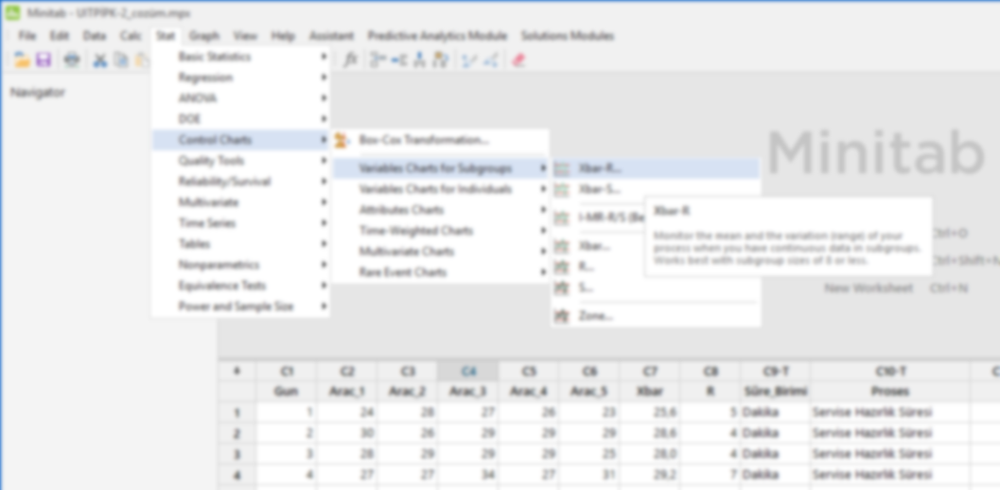 Minitab - UITPIPK-2_cozüm.mpx
File Edit Data Calc Stat Graph View Help Assistant Predictive Analytics Module Solutions Modules
Navigator
Basic Statistics
Regression
ANOVA
DOE
Control Charts
Quality Tools
Reliability/Survival
Multivariate
Time Series
Tables
Nonparametrics
Equivalence Tests
Power and Sample Size
Box-Cox Transformation...
Variables Charts for Subgroups
Variables Charts for Individuals
Attributes Charts
Time-Weighted Charts
Multivariate Charts
Rare Event Charts
Xbar-R...
Xbar-S...
I-MR-R/S (Be
Xbar...
R...
S...
Zone...
Xbar-R
Monitor the mean and the variation (range) of your
process when you have continuous data in subgroups.
Works best with subgroup sizes of 8 or less.
Minitab
Ctrl+O
Ctrl+Shift+
New Worksheet Ctrl+N
C1 C2 C3 C4 C5 C6 C7 C8 C9-T C10-T
Gun Arac_1 Arac_2 Arac_3 Arac_4 Arac_5 Xbar R Süre_Birimi Proses
1 1 24 28 27 26 23 25,6 5 Dakika Servise Hazırlık Süresi
2 2 30 26 29 29 29 28,6 4 Dakika Servise Hazırlık Süresi
3 3 28 29 29 29 25 28,0 4 Dakika Servise Hazırlık Süresi
4 4 27 27 34 27 31 29,2 7 Dakika Servise Hazırlık Süresi